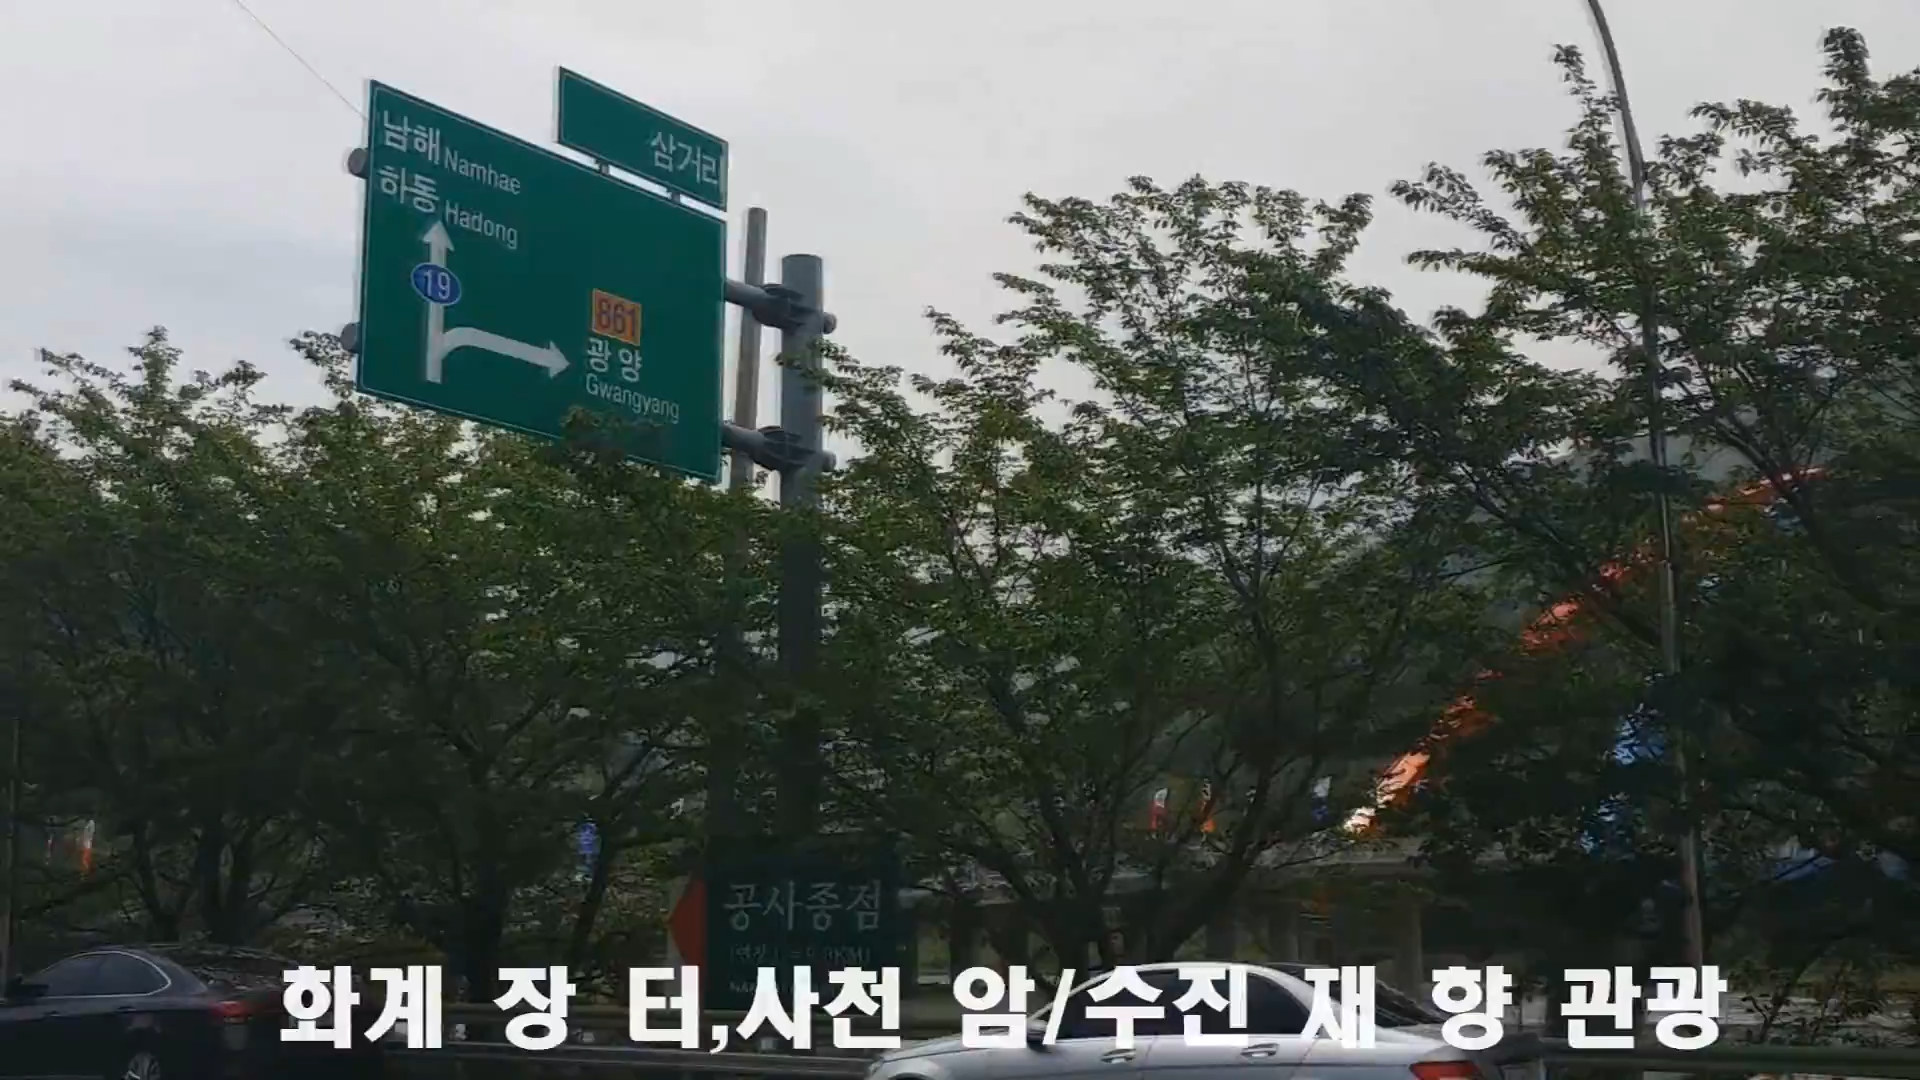 삼거리
남해 Namhae
하동 Hadong
19
861
광양
Gwangyang
공사종점
화계 장 터,사천 암/수진 재 향 관광